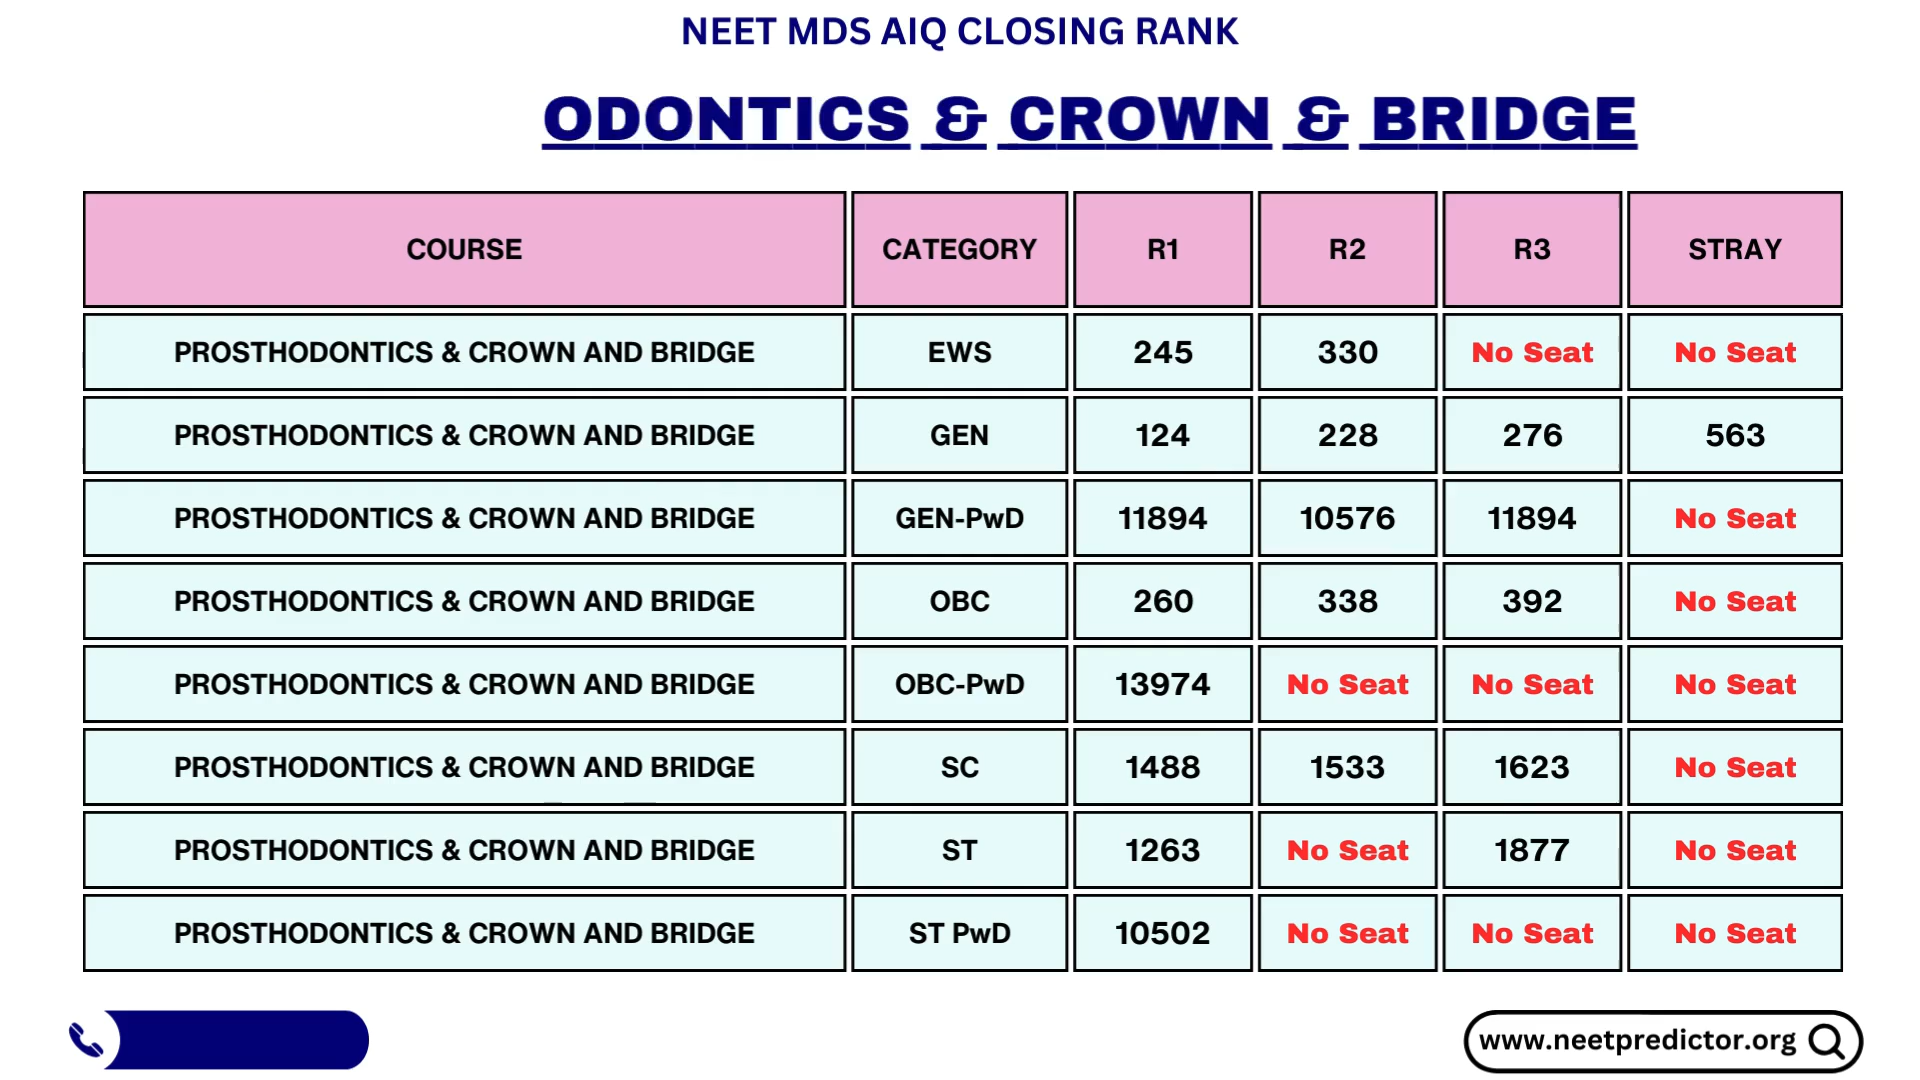 NEET MDS AIQ CLOSING RANK
ODONTICS & CROWN & BRIDGE
COURSE CATEGORY R1 R2 R3 STRAY
PROSTHODONTICS & CROWN AND BRIDGE EWS 245 330 No Seat No Seat
PROSTHODONTICS & CROWN AND BRIDGE GEN 124 228 276 563
PROSTHODONTICS & CROWN AND BRIDGE GEN-PwD 11894 10576 11894 No Seat
PROSTHODONTICS & CROWN AND BRIDGE OBC 260 338 392 No Seat
PROSTHODONTICS & CROWN AND BRIDGE OBC-PwD 13974 No Seat No Seat No Seat
PROSTHODONTICS & CROWN AND BRIDGE SC 1488 1533 1623 No Seat
PROSTHODONTICS & CROWN AND BRIDGE ST 1263 No Seat 1877 No Seat
PROSTHODONTICS & CROWN AND BRIDGE ST PwD 10502 No Seat No Seat No Seat
www.neetpredictor.org